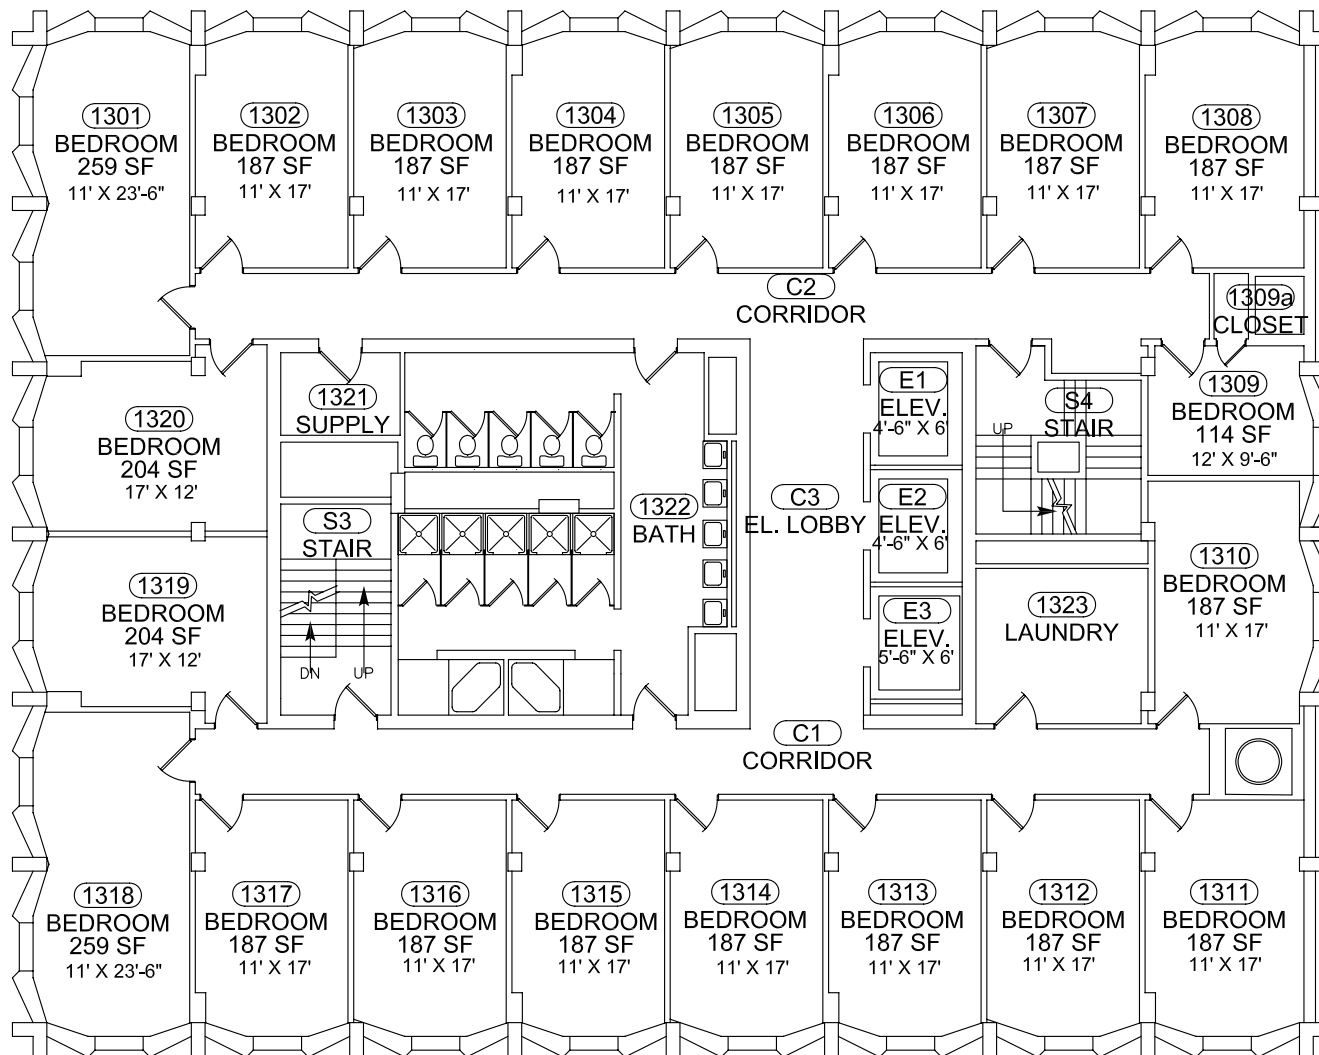 1301
BEDROOM
259 SF
11' X 23'-6"
1302
BEDROOM
187 SF
11' X 17'
1303
BEDROOM
187 SF
11' X 17'
1304
BEDROOM
187 SF
11' X 17'
1305
BEDROOM
187 SF
11' X 17'
1306
BEDROOM
187 SF
11' X 17'
1307
BEDROOM
187 SF
11' X 17'
1308
BEDROOM
187 SF
11' X 17'
C2
CORRIDOR
1309a
CLOSET
1320
BEDROOM
204 SF
17' X 12'
1321
SUPPLY
E1
ELEV.
4'-6" X 6'
S4
STAIR
UP
1309
BEDROOM
114 SF
12' X 9'-6"
S3
STAIR
DN
UP
1322
BATH
C3
EL. LOBBY
E2
ELEV.
4'-6" X 6'
1319
BEDROOM
204 SF
17' X 12'
E3
ELEV.
5'-6" X 6'
1323
LAUNDRY
1310
BEDROOM
187 SF
11' X 17'
C1
CORRIDOR
1318
BEDROOM
259 SF
11' X 23'-6"
1317
BEDROOM
187 SF
11' X 17'
1316
BEDROOM
187 SF
11' X 17'
1315
BEDROOM
187 SF
11' X 17'
1314
BEDROOM
187 SF
11' X 17'
1313
BEDROOM
187 SF
11' X 17'
1312
BEDROOM
187 SF
11' X 17'
1311
BEDROOM
187 SF
11' X 17'